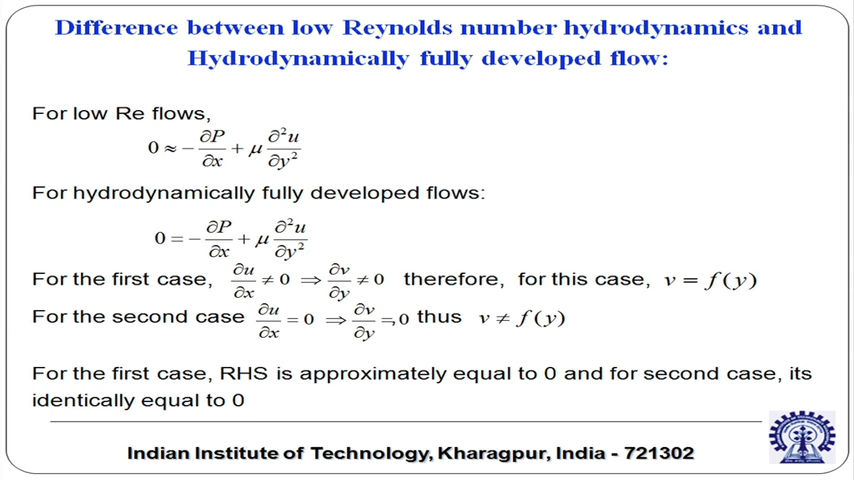 Difference between low Reynolds number hydrodynamics and
Hydrodynamically fully developed flow:
For low Re flows,
0 ≈ −∂P/∂x + μ ∂²u/∂y²
For hydrodynamically fully developed flows:
0 = −∂P/∂x + μ ∂²u/∂y²
For the first case, ∂u/∂x ≠ 0 ⇒ ∂v/∂y ≠ 0 therefore, for this case, v = f(y)
For the second case ∂u/∂x = 0 ⇒ ∂v/∂y =, 0 thus v ≠ f(y)
For the first case, RHS is approximately equal to 0 and for second case, its
identically equal to 0
Indian Institute of Technology, Kharagpur, India - 721302